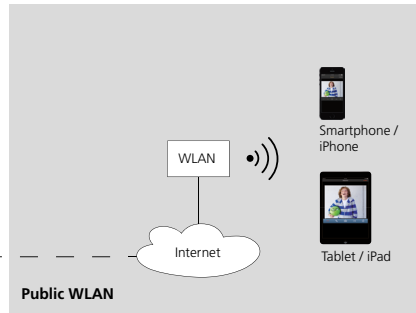 Smartphone /
iPhone
WLAN
Internet
Tablet / iPad
Public WLAN